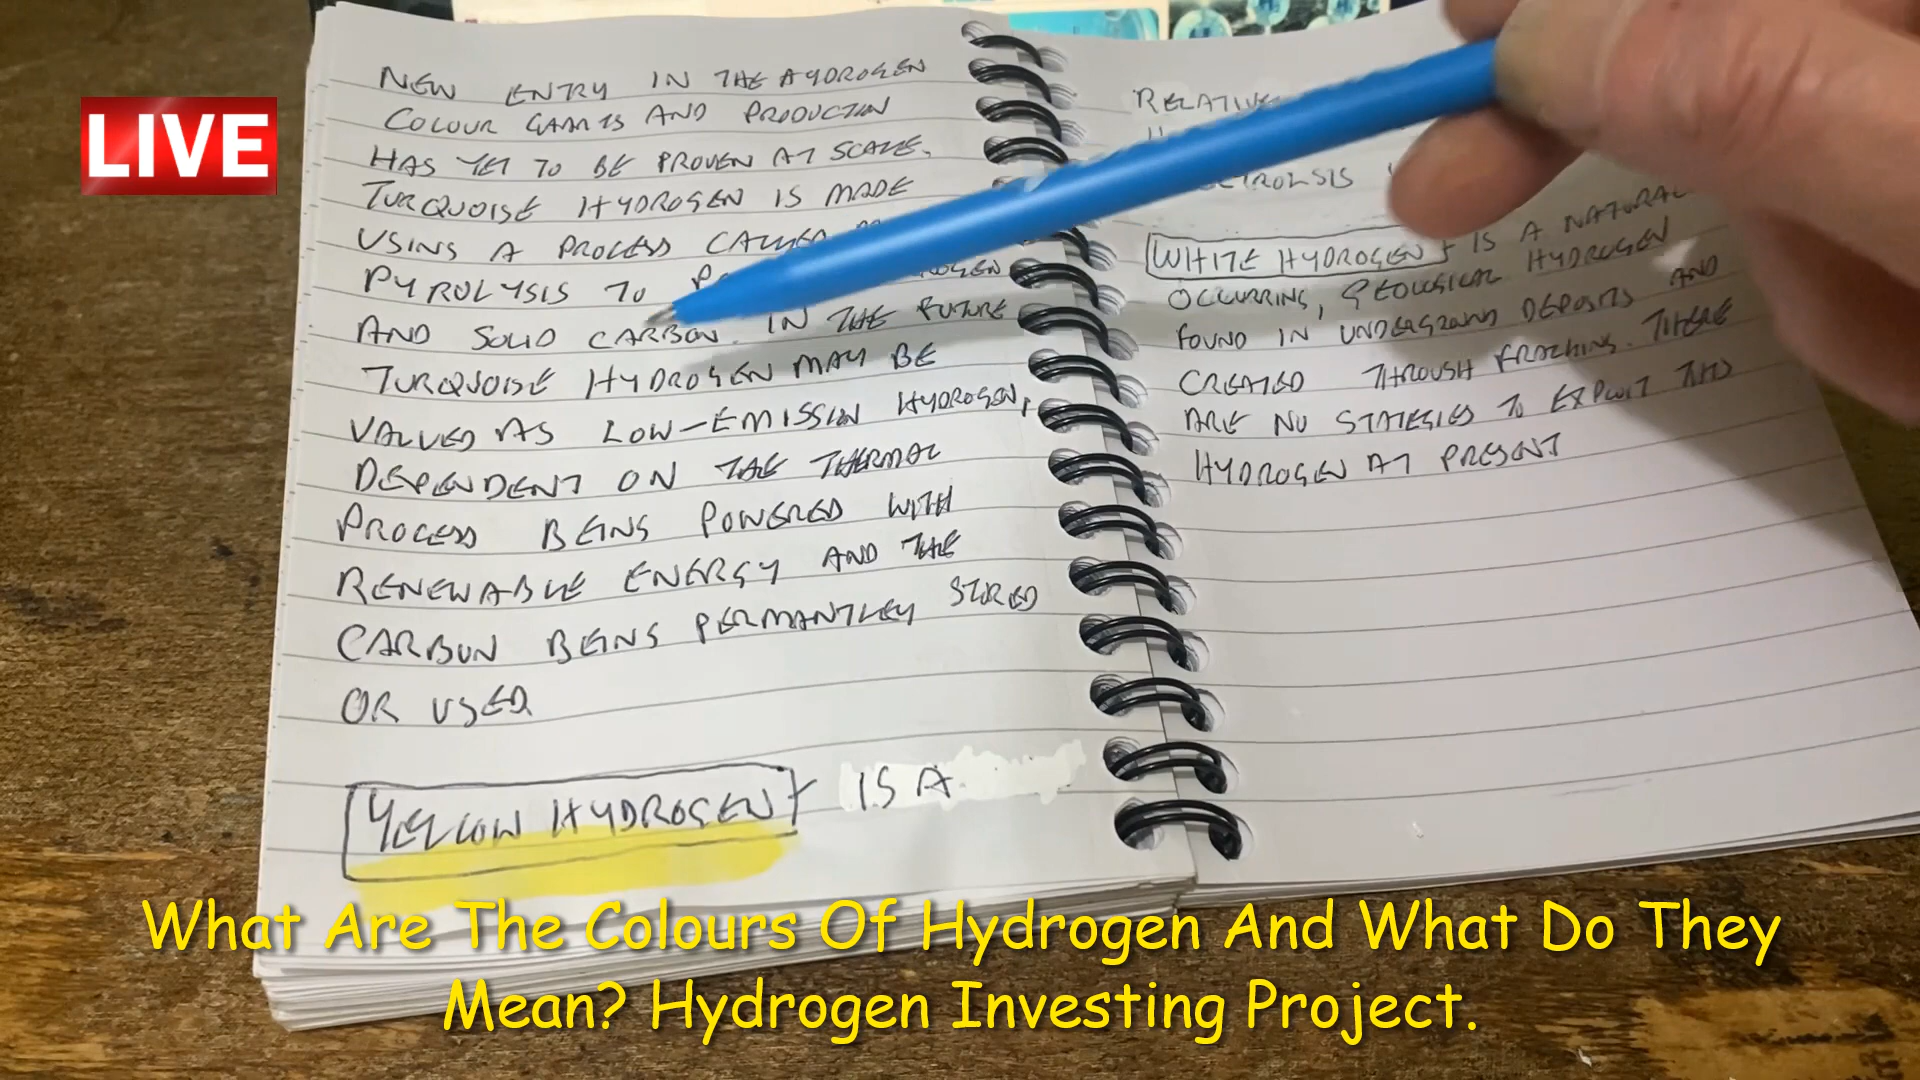 LIVE
NEW ENTRY IN THE HYDROGEN
COLOUR CHARTS AND PRODUCTION
HAS YET TO BE PROVEN AT SCALE.
TURQUOISE HYDROGEN IS MADE
USING A PROCESS CALLED
PYROLYSIS TO
AND SOLID CARBON. IN THE FUTURE
TURQUOISE HYDROGEN MAY BE
VALUED AS LOW-EMISSION HYDROGEN,
DEPENDENT ON THE THERMAL
PROCESS BEING POWERED WITH
RENEWABLE ENERGY AND THE
CARBON BEING PERMANTLEY STORED
OR USED
YELLOW HYDROGEN - IS A
WHITE HYDROGEN - IS A NATURAL
OCCURRING, GEOLOGICAL HYDROGEN
FOUND IN UNDERGROUND DEPOSITS AND
CREATED THROUGH FRACKING. THERE
ARE NO STATEGIES TO EXPLOIT THIS
HYDROGEN AT PRESENT
What Are The Colours Of Hydrogen And What Do They
Mean? Hydrogen Investing Project.